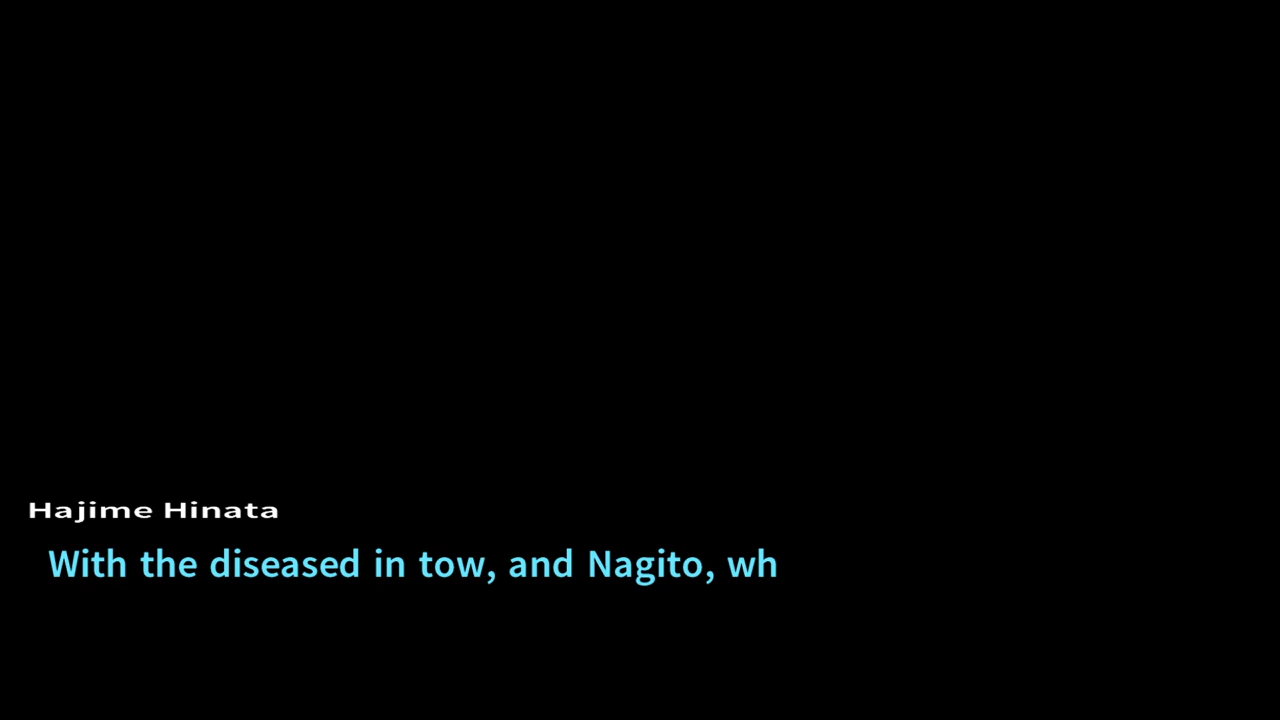 Hajime Hinata
With the diseased in tow, and Nagito, wh